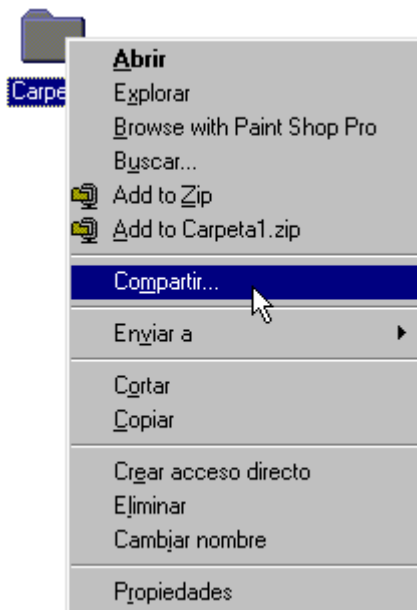 Carpe
Abrir
Explorar
Browse with Paint Shop Pro
Buscar...
Add to Zip
Add to Carpeta1.zip
Compartir...
Enviar a
Cortar
Copiar
Crear acceso directo
Eliminar
Cambiar nombre
Propiedades